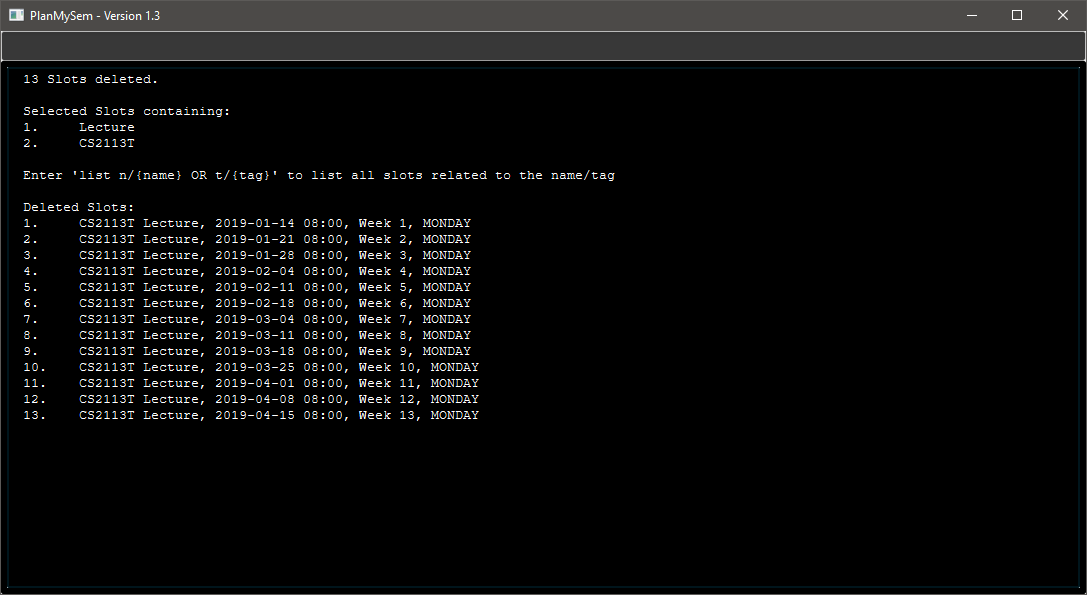 PlanMySem - Version 1.3
13 Slots deleted.
Selected Slots containing:
1. Lecture
2. CS2113T
Enter 'list n/{name} OR t/{tag}' to list all slots related to the name/tag
Deleted Slots:
1. CS2113T Lecture, 2019-01-14 08:00, Week 1, MONDAY
2. CS2113T Lecture, 2019-01-21 08:00, Week 2, MONDAY
3. CS2113T Lecture, 2019-01-28 08:00, Week 3, MONDAY
4. CS2113T Lecture, 2019-02-04 08:00, Week 4, MONDAY
5. CS2113T Lecture, 2019-02-11 08:00, Week 5, MONDAY
6. CS2113T Lecture, 2019-02-18 08:00, Week 6, MONDAY
7. CS2113T Lecture, 2019-03-04 08:00, Week 7, MONDAY
8. CS2113T Lecture, 2019-03-11 08:00, Week 8, MONDAY
9. CS2113T Lecture, 2019-03-18 08:00, Week 9, MONDAY
10. CS2113T Lecture, 2019-03-25 08:00, Week 10, MONDAY
11. CS2113T Lecture, 2019-04-01 08:00, Week 11, MONDAY
12. CS2113T Lecture, 2019-04-08 08:00, Week 12, MONDAY
13. CS2113T Lecture, 2019-04-15 08:00, Week 13, MONDAY